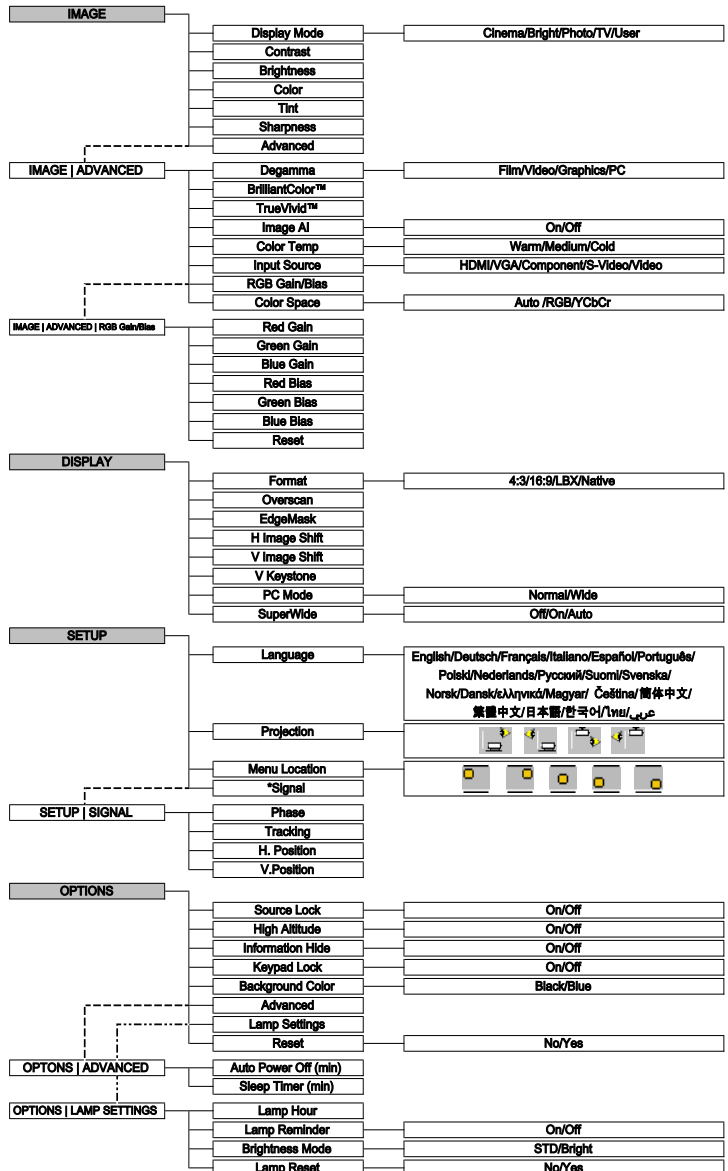 IMAGE
Display Mode Cinema/Bright/Photo/TV/User
Contrast
Brightness
Color
Tint
Sharpness
Advanced
IMAGE | ADVANCED Degamma Film/Video/Graphics/PC
BrilliantColor™
TrueVivid™
Image AI On/Off
Color Temp Warm/Medium/Cold
Input Source HDMI/VGA/Component/S-Video/Video
RGB Gain/Bias
Color Space Auto /RGB/YCbCr
IMAGE | ADVANCED | RGB Gain/Bias Red Gain
Green Gain
Blue Gain
Red Bias
Green Bias
Blue Bias
Reset
DISPLAY
Format 4:3/16:9/LBX/Native
Overscan
EdgeMask
H Image Shift
V Image Shift
V Keystone
PC Mode Normal/Wide
SuperWide Off/On/Auto
SETUP
Language English/Deutsch/Français/Italiano/Español/Português/
Polski/Nederlands/Русский/Suomi/Svenska/
Norsk/Dansk/ελληνικά/Magyar/ Čeština/簡体中文/
繁體中文/日本語/한국어/ไทย/عربي
Projection
Menu Location
*Signal
SETUP | SIGNAL Phase
Tracking
H. Position
V.Position
OPTIONS
Source Lock On/Off
High Altitude On/Off
Information Hide On/Off
Keypad Lock On/Off
Background Color Black/Blue
Advanced
Lamp Settings
Reset No/Yes
OPTONS | ADVANCED Auto Power Off (min)
Sleep Timer (min)
OPTIONS | LAMP SETTINGS Lamp Hour
Lamp Reminder On/Off
Brightness Mode STD/Bright
Lamp Reset No/Yes